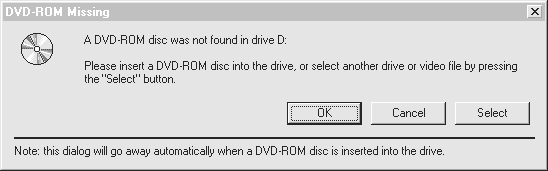 DVD-ROM Missing
A DVD-ROM disc was not found in drive D:
Please insert a DVD-ROM disc into the drive, or select another drive or video file by pressing
the "Select" button.
OK Cancel Select
Note: this dialog will go away automatically when a DVD-ROM disc is inserted into the drive.